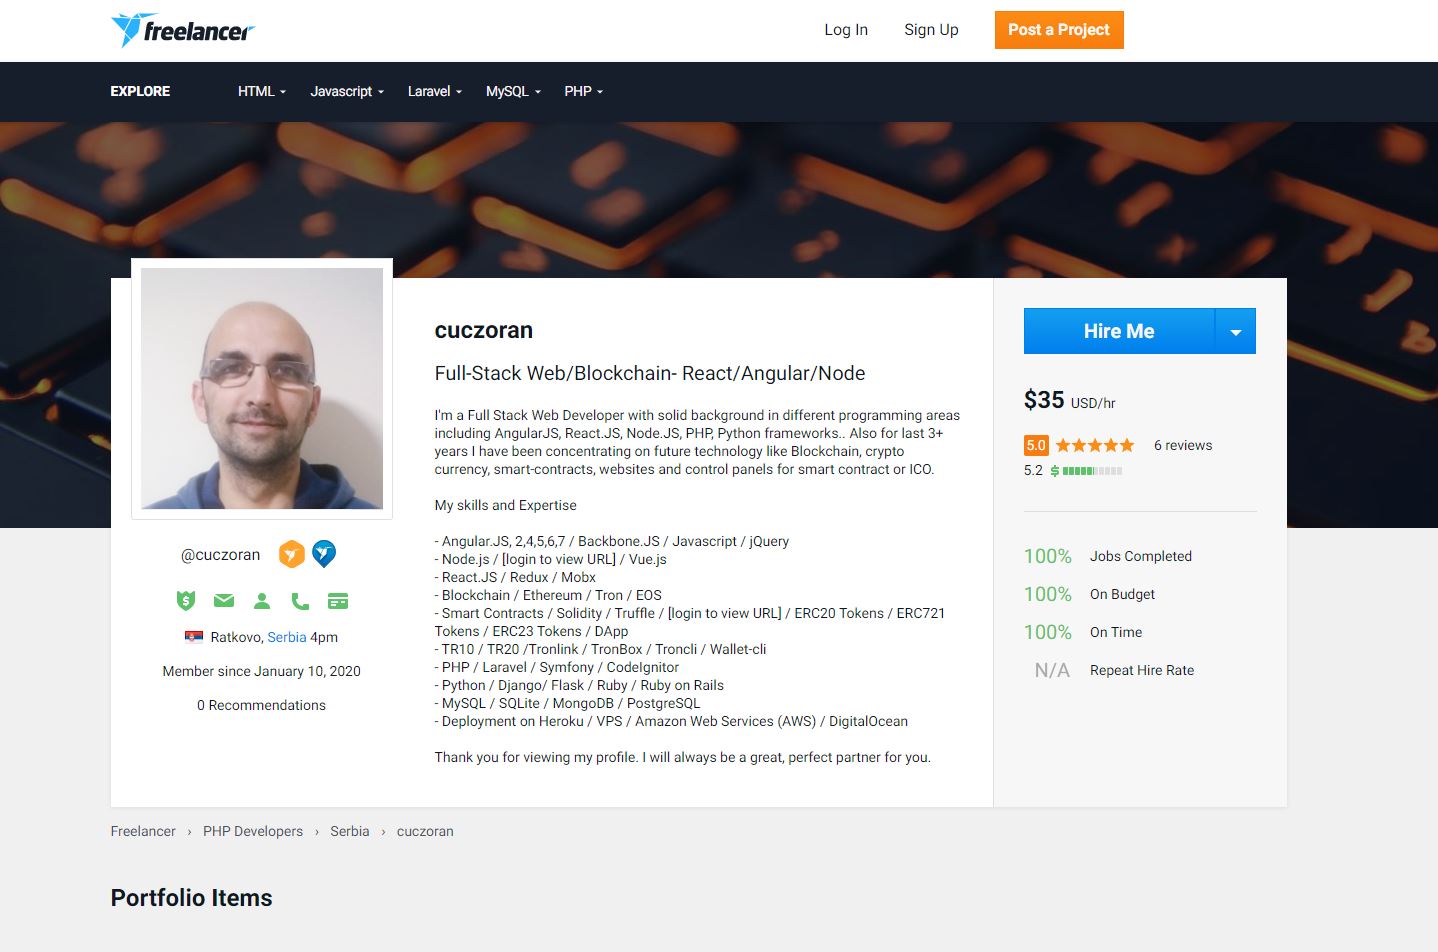 freelancer
Log In
Sign Up
Post a Project
EXPLORE
HTML
Javascript
Laravel
MySQL
PHP
cuczoran
Full-Stack Web/Blockchain- React/Angular/Node
I'm a Full Stack Web Developer with solid background in different programming areas
including AngularJS, React.JS, Node.JS, PHP, Python frameworks.. Also for last 3+
years I have been concentrating on future technology like Blockchain, crypto
currency, smart-contracts, websites and control panels for smart contract or ICO.
My skills and Expertise
- Angular.JS, 2,4,5,6,7 / Backbone.JS / Javascript / jQuery
- Node.js / [login to view URL] / Vue.js
- React.JS / Redux / Mobx
- Blockchain / Ethereum / Tron / EOS
- Smart Contracts / Solidity / Truffle / [login to view URL] / ERC20 Tokens / ERC721
Tokens / ERC23 Tokens / DApp
- TR10 / TR20 /Tronlink / TronBox / Troncli / Wallet-cli
- PHP / Laravel / Symfony / CodeIgnitor
- Python / Django/ Flask / Ruby / Ruby on Rails
- MySQL / SQLite / MongoDB / PostgreSQL
- Deployment on Heroku / VPS / Amazon Web Services (AWS) / DigitalOcean
Thank you for viewing my profile. I will always be a great, perfect partner for you.
@cuczoran
Ratkovo, Serbia 4pm
Member since January 10, 2020
0 Recommendations
Hire Me
$35 USD/hr
5.0 6 reviews
5.2 $
100% Jobs Completed
100% On Budget
100% On Time
N/A Repeat Hire Rate
Freelancer › PHP Developers › Serbia › cuczoran
Portfolio Items